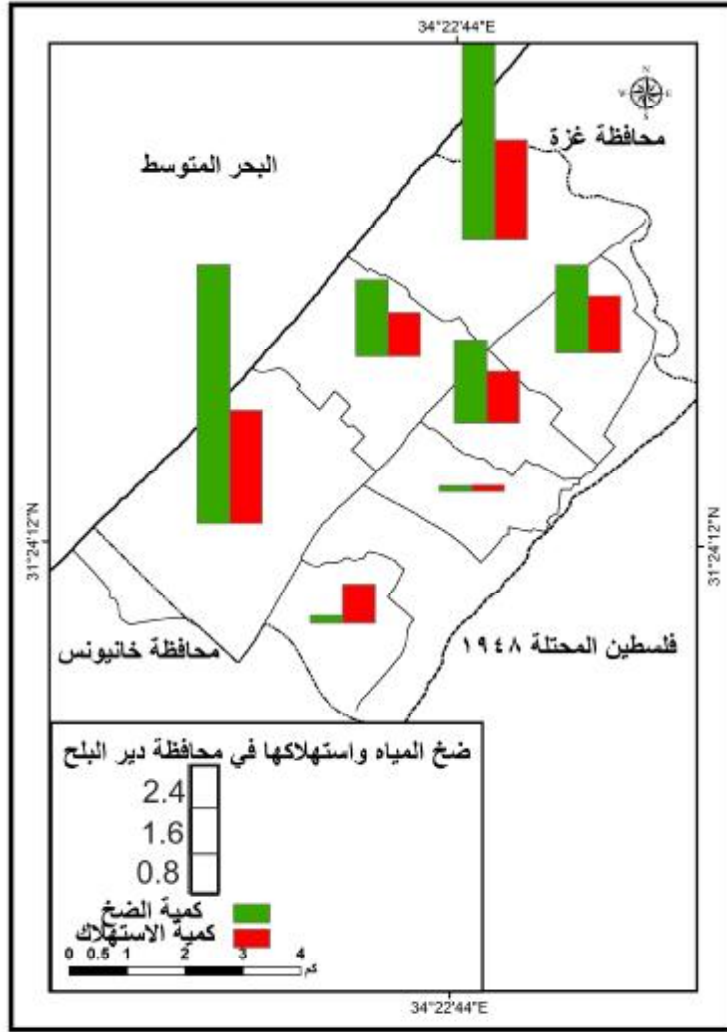 34°22'44"E
N
W E
S
محافظة غزة
البحر المتوسط
31°24'12"N
31°24'12"N
محافظة خانيونس
فلسطين المحتلة ١٩٤٨
ضخ المياه واستهلاكها في محافظة دير البلح
2.4
1.6
0.8
كمية الضخ
كمية الاستهلاك
0 0.5 1 2 3 4
كم
34°22'44"E